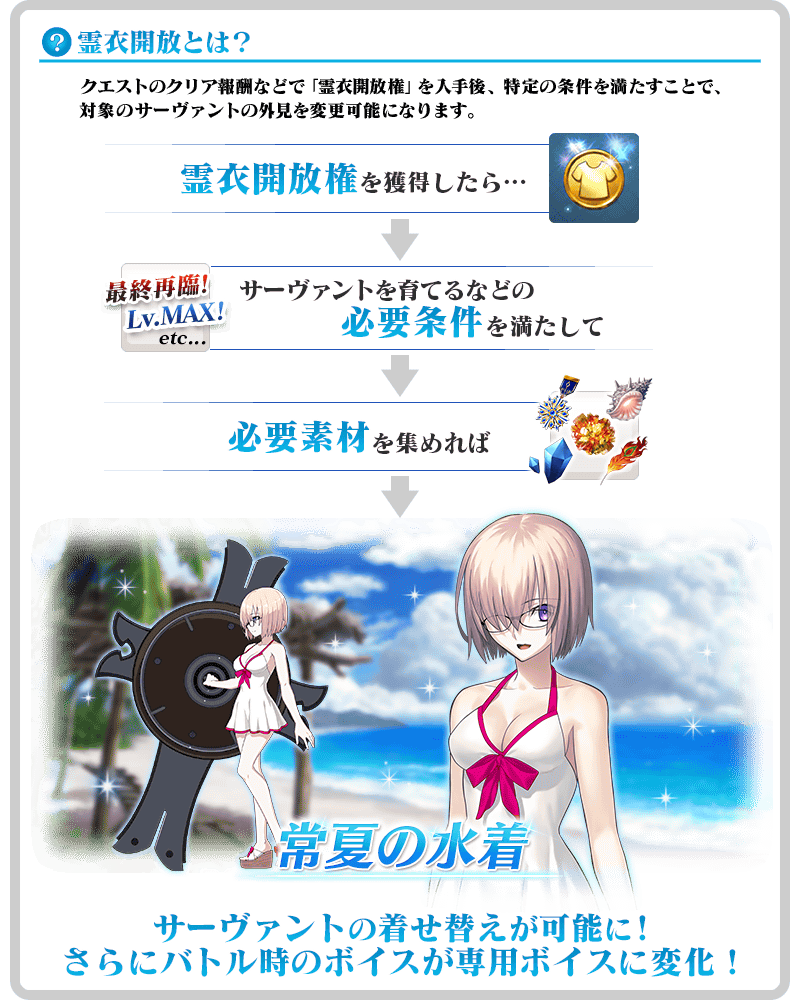 ? 霊衣開放とは?
クエストのクリア報酬などで「霊衣開放権」を入手後、特定の条件を満たすことで、
対象のサーヴァントの外見を変更可能になります。
霊衣開放権を獲得したら…
最終再臨!
Lv.MAX!
etc...
サーヴァントを育てるなどの
必要条件を満たして
必要素材を集めれば
常夏の水着
サーヴァントの着せ替えが可能に!
さらにバトル時のボイスが専用ボイスに変化!